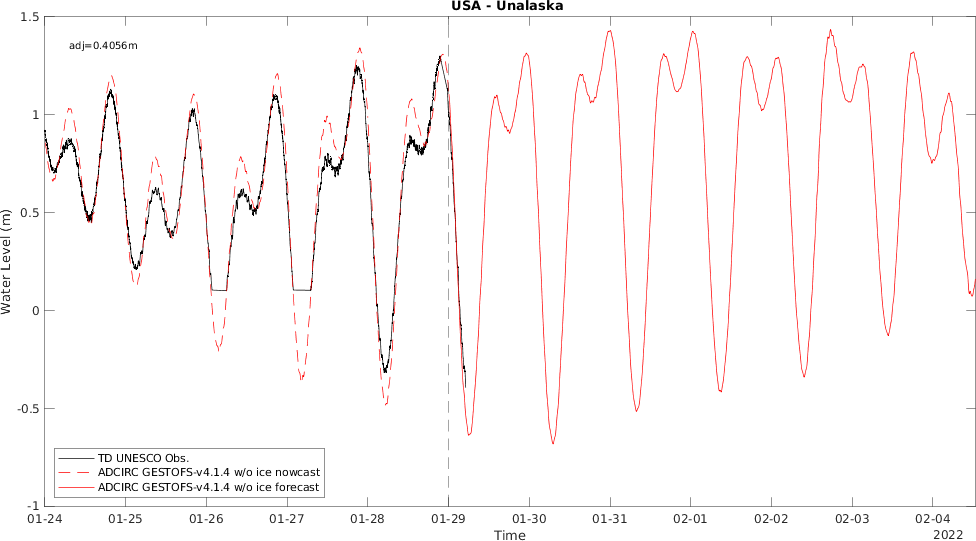 USA - Unalaska
1.5
adj=0.4056m
1
0.5
0
-0.5
-1
Water Level (m)
TD UNESCO Obs.
ADCIRC GESTOFS-v4.1.4 w/o ice nowcast
ADCIRC GESTOFS-v4.1.4 w/o ice forecast
01-24 01-25 01-26 01-27 01-28 01-29 01-30 01-31 02-01 02-02 02-03 02-04
Time
2022